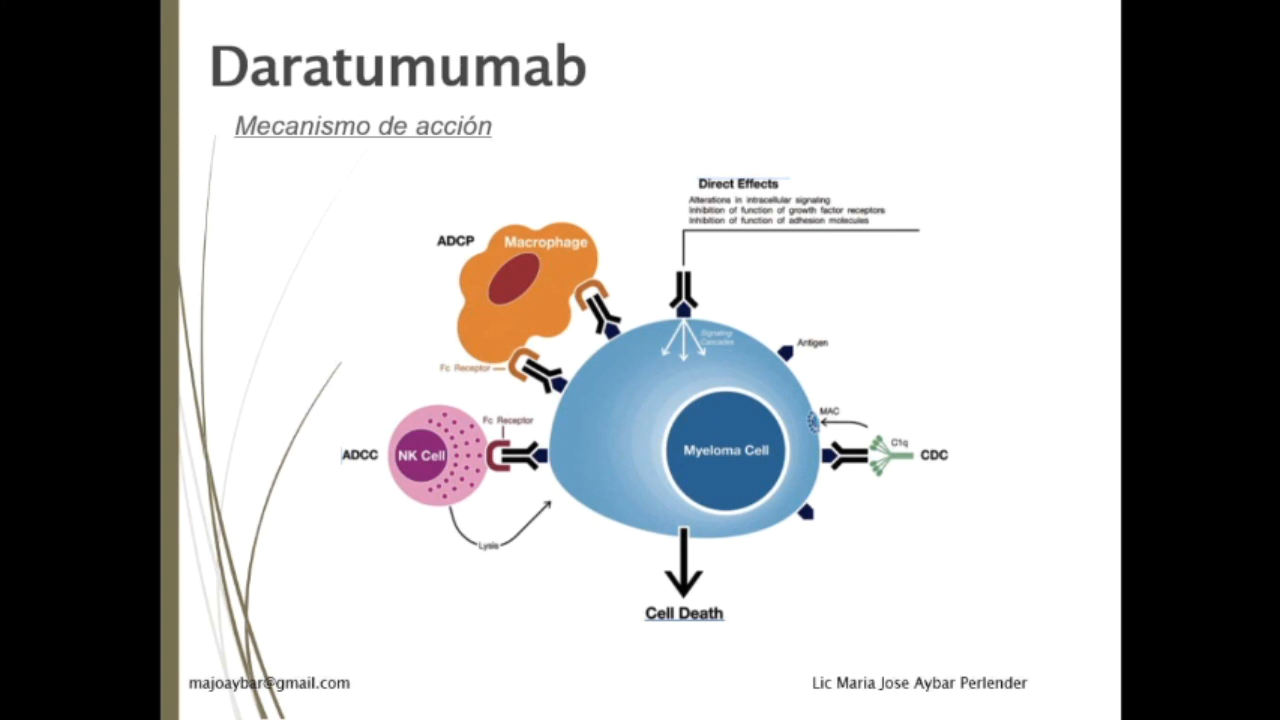 Daratumumab
Mecanismo de acción
Direct Effects
Alterations in intracellular signaling
Inhibition of function of growth factor receptors
Inhibition of function of adhesion molecules
ADCP
Macrophage
Signaling
Cascades
Antigen
Fc Receptor
MAC
Fc Receptor
C1q
ADCC
NK Cell
Myeloma Cell
CDC
Lysis
Cell Death
majoaybar@gmail.com
Lic Maria Jose Aybar Perlender